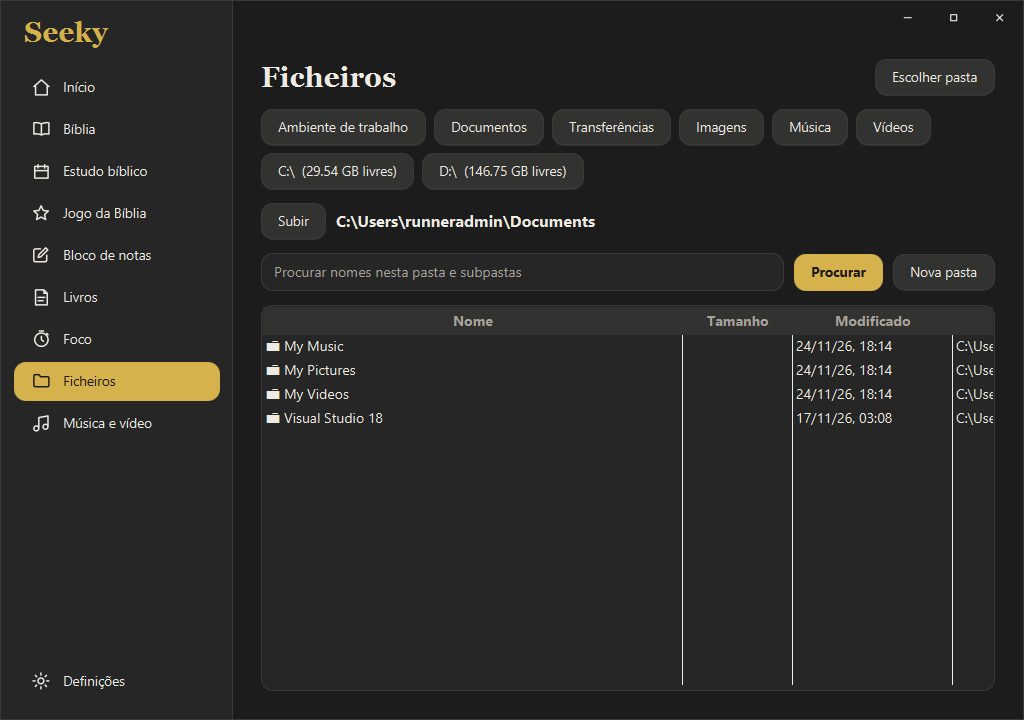 Seeky
Início
Bíblia
Estudo bíblico
Jogo da Bíblia
Bloco de notas
Livros
Foco
Ficheiros
Música e vídeo
Definições
Ficheiros
Escolher pasta
Ambiente de trabalho Documentos Transferências Imagens Música Vídeos
C:\ (29.54 GB livres) D:\ (146.75 GB livres)
Subir C:\Users\runneradmin\Documents
Procurar nomes nesta pasta e subpastas Procurar Nova pasta
Nome Tamanho Modificado
My Music 24/11/26, 18:14 C:\Use
My Pictures 24/11/26, 18:14 C:\Use
My Videos 24/11/26, 18:14 C:\Use
Visual Studio 18 17/11/26, 03:08 C:\Use